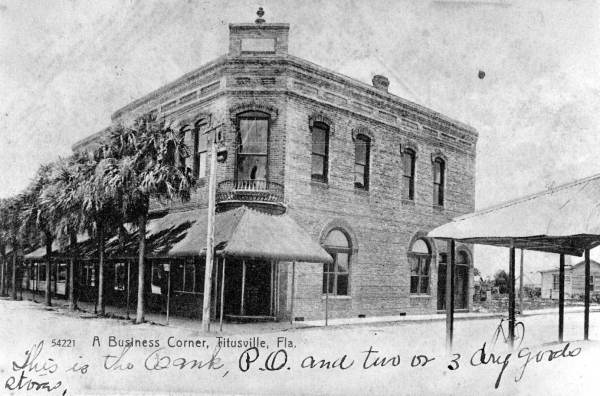 54221 A Business Corner, Titusville, Fla.
This is the Bank, P.O. and two or 3 dry goods
stores,